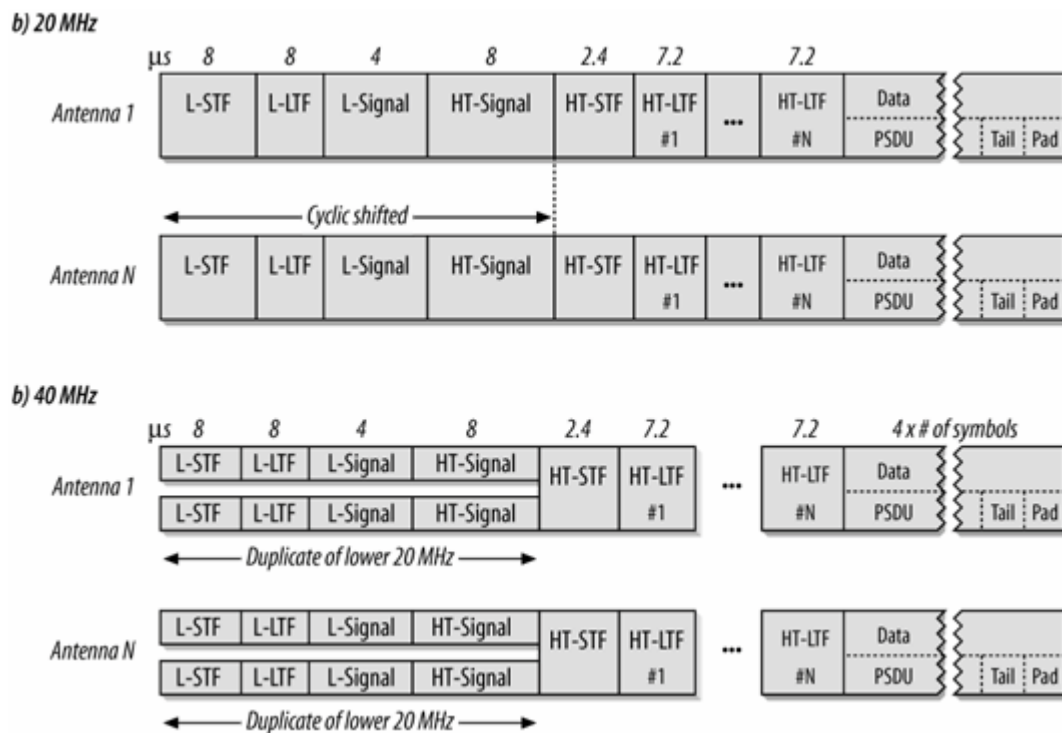 b) 20 MHz
μs 8 8 4 8 2.4 7.2 7.2
Antenna 1 L-STF L-LTF L-Signal HT-Signal HT-STF HT-LTF #1 ... HT-LTF #N Data PSDU Tail Pad
Cyclic shifted
Antenna N L-STF L-LTF L-Signal HT-Signal HT-STF HT-LTF #1 ... HT-LTF #N Data PSDU Tail Pad
b) 40 MHz
μs 8 8 4 8 2.4 7.2 7.2 4 x # of symbols
L-STF L-LTF L-Signal HT-Signal
Antenna 1 HT-STF HT-LTF #1 ... HT-LTF #N Data PSDU Tail Pad
L-STF L-LTF L-Signal HT-Signal
Duplicate of lower 20 MHz
L-STF L-LTF L-Signal HT-Signal
Antenna N HT-STF HT-LTF #1 ... HT-LTF #N Data PSDU Tail Pad
L-STF L-LTF L-Signal HT-Signal
Duplicate of lower 20 MHz